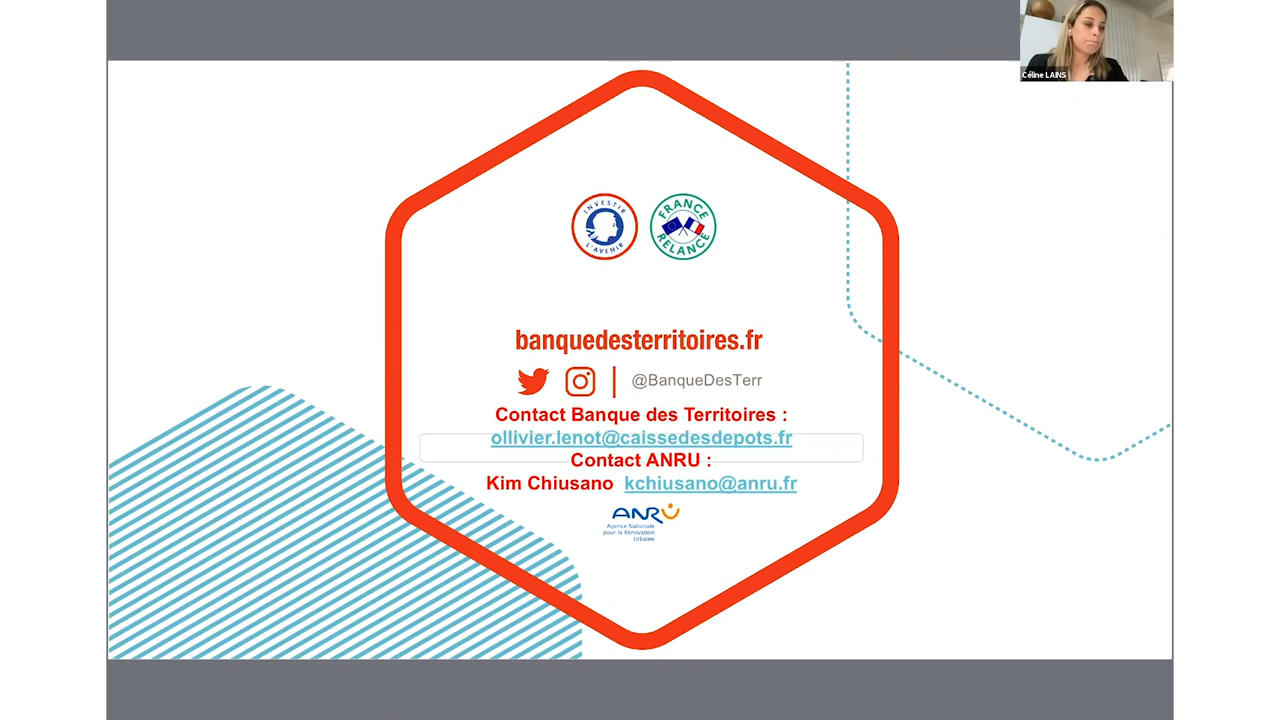 Céline LAINS
INVESTIR
L'AVENIR
FRANCE
RELANCE
banquedesterritoires.fr
@BanqueDesTerr
Contact Banque des Territoires :
ollivier.lenot@caissedesdepots.fr
Contact ANRU :
Kim Chiusano kchiusano@anru.fr
ANRU
Agence Nationale
pour la Rénovation
Urbaine